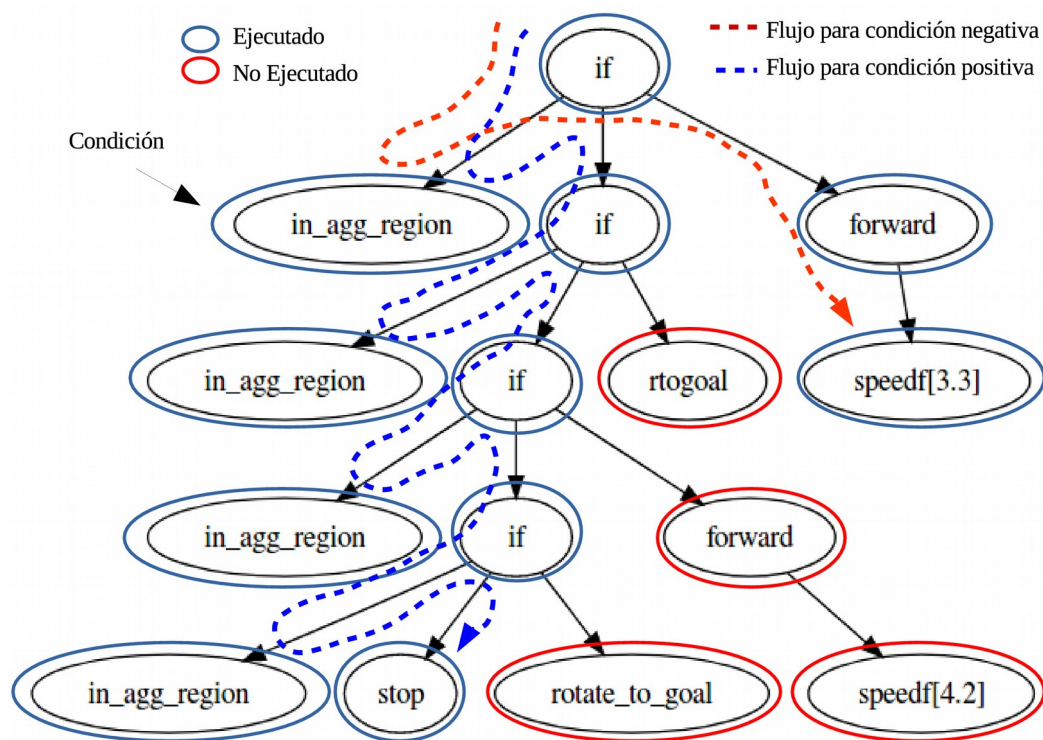 Ejecutado
No Ejecutado
Flujo para condición negativa
Flujo para condición positiva
if
Condición
in_agg_region
if
forward
in_agg_region
if
rtogoal
speedf[3.3]
in_agg_region
if
forward
in_agg_region
stop
rotate_to_goal
speedf[4.2]